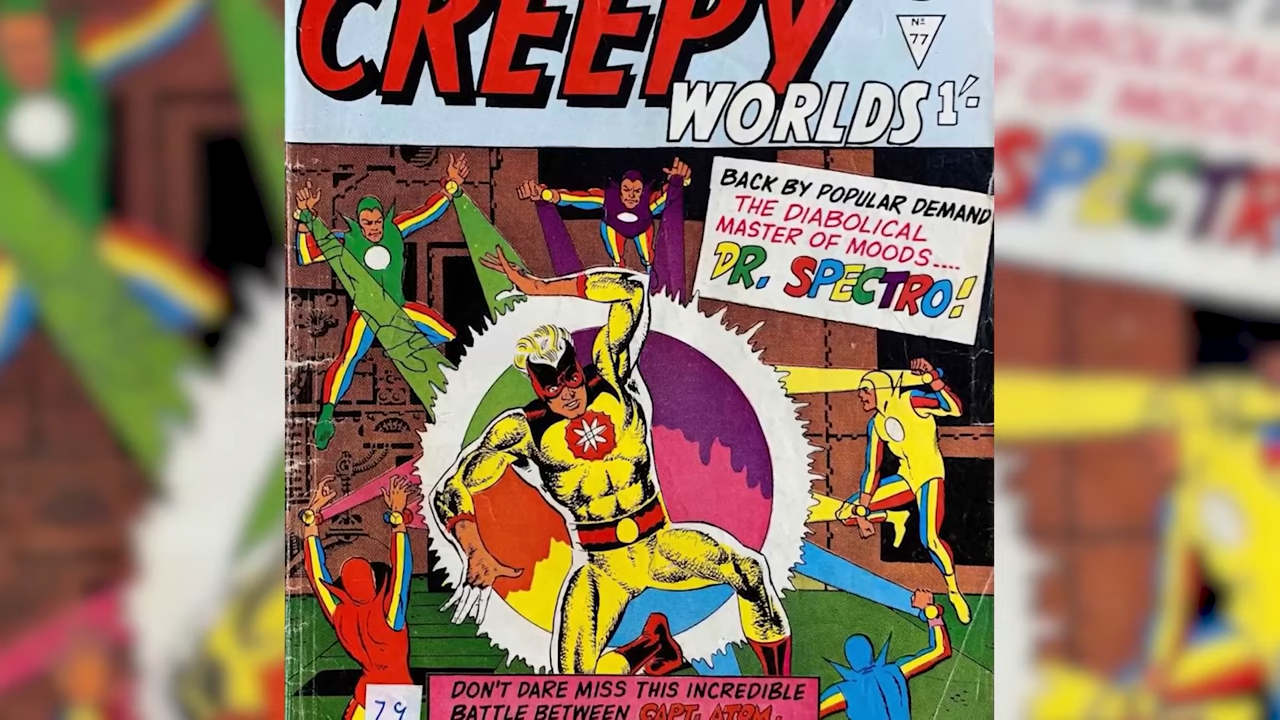 CREEPY
Nº
77
WORLDS 1/-
BACK BY POPULAR DEMAND
THE DIABOLICAL
MASTER OF MOODS....
DR. SPECTRO!
DON'T DARE MISS THIS INCREDIBLE
BATTLE BETWEEN CAPT. ATOM,
79